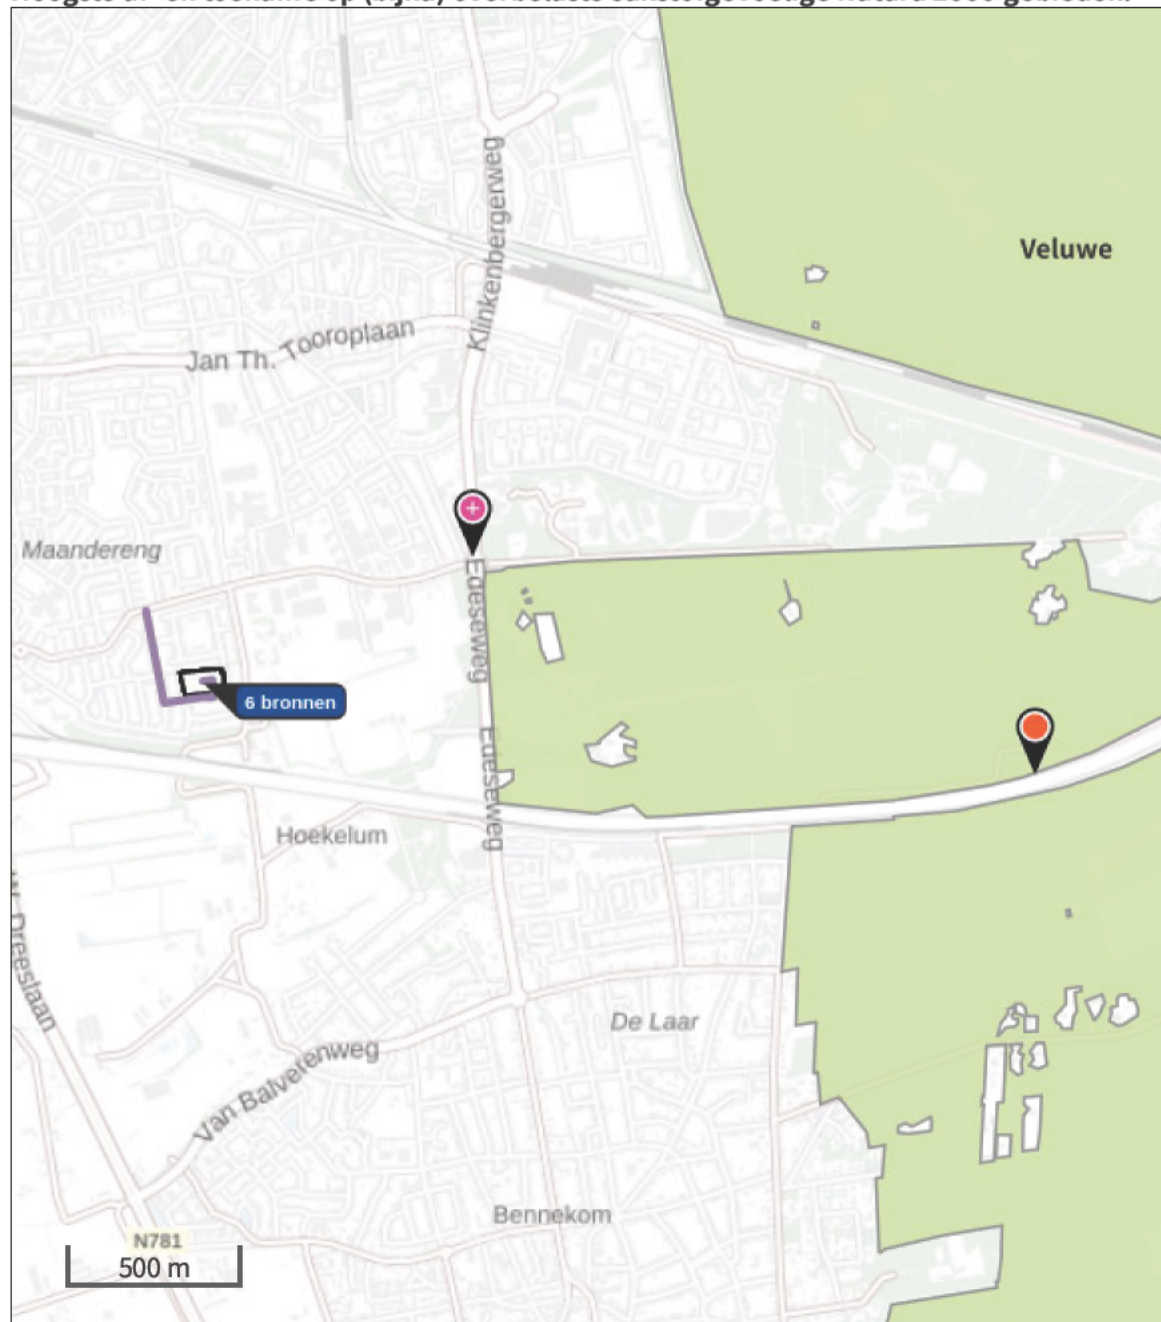 Veluwe
Klinkenbergerweg
Jan Th. Tooroplaan
Maandereng
+
Edeseweg
6 bronnen
Edeseweg
Hoekelum
W. Dreeslaan
De Laar
Van Balverenweg
Bennekom
N781
500 m